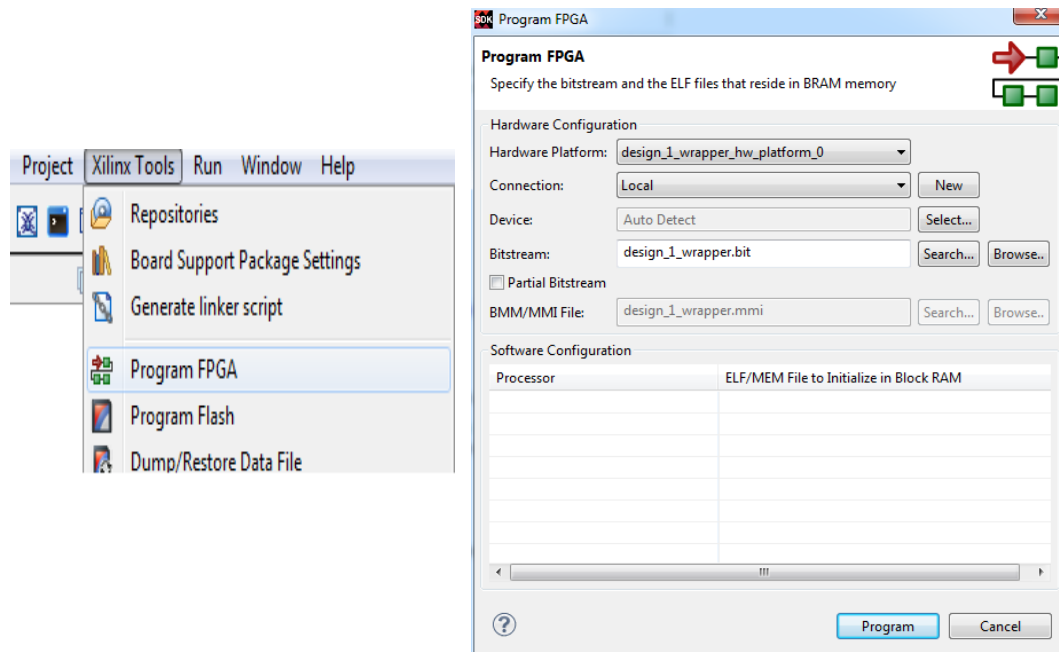 Project Xilinx Tools Run Window Help
Repositories
Board Support Package Settings
Generate linker script
Program FPGA
Program Flash
Dump/Restore Data File
SDK Program FPGA
Program FPGA
Specify the bitstream and the ELF files that reside in BRAM memory
Hardware Configuration
Hardware Platform: design_1_wrapper_hw_platform_0
Connection: Local New
Device: Auto Detect Select...
Bitstream: design_1_wrapper.bit Search... Browse..
Partial Bitstream
BMM/MMI File: design_1_wrapper.mmi Search... Browse..
Software Configuration
Processor ELF/MEM File to Initialize in Block RAM
Program Cancel